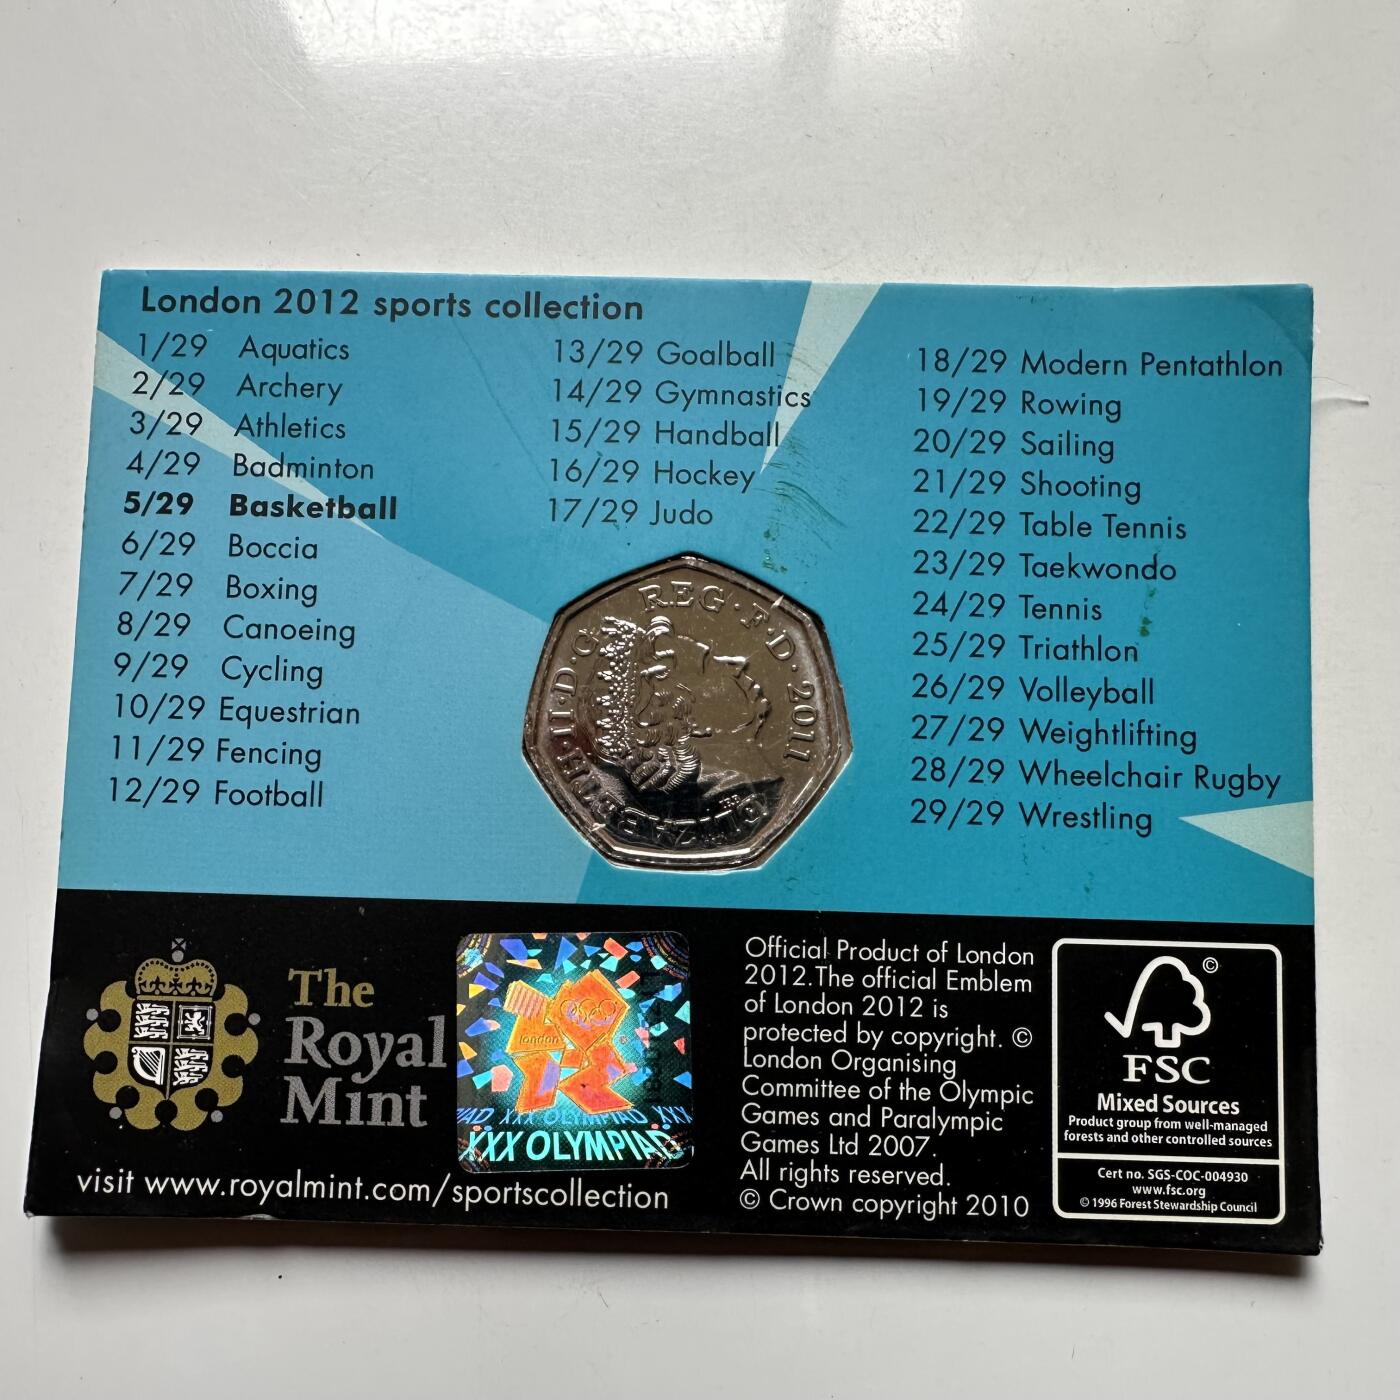 London 2012 sports collection
1/29 Aquatics
2/29 Archery
3/29 Athletics
4/29 Badminton
5/29 Basketball
6/29 Boccia
7/29 Boxing
8/29 Canoeing
9/29 Cycling
10/29 Equestrian
11/29 Fencing
12/29 Football
13/29 Goalball
14/29 Gymnastics
15/29 Handball
16/29 Hockey
17/29 Judo
18/29 Modern Pentathlon
19/29 Rowing
20/29 Sailing
21/29 Shooting
22/29 Table Tennis
23/29 Taekwondo
24/29 Tennis
25/29 Triathlon
26/29 Volleyball
27/29 Weightlifting
28/29 Wheelchair Rugby
29/29 Wrestling
ELIZABETH·II·D·G REG·F·D·2011
The
Royal
Mint
visit www.royalmint.com/sportscollection
london
XXX OLYMPIAD XXX
XXX OLYMPIAD
Official Product of London
2012.The official Emblem
of London 2012 is
protected by copyright. ©
London Organising
Committee of the Olympic
Games and Paralympic
Games Ltd 2007.
All rights reserved.
© Crown copyright 2010
©
FSC
Mixed Sources
Product group from well-managed
forests and other controlled sources
Cert no. SGS-COC-004930
www.fsc.org
© 1996 Forest Stewardship Council